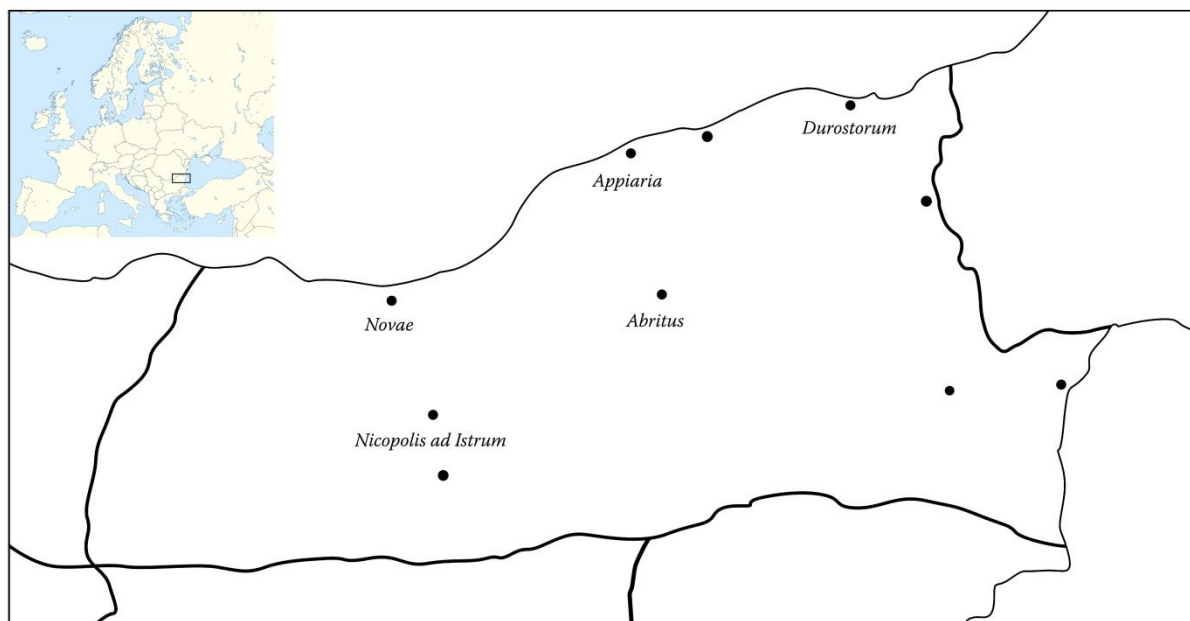 Durostorum
Appiaria
Novae
Abritus
Nicopolis ad Istrum